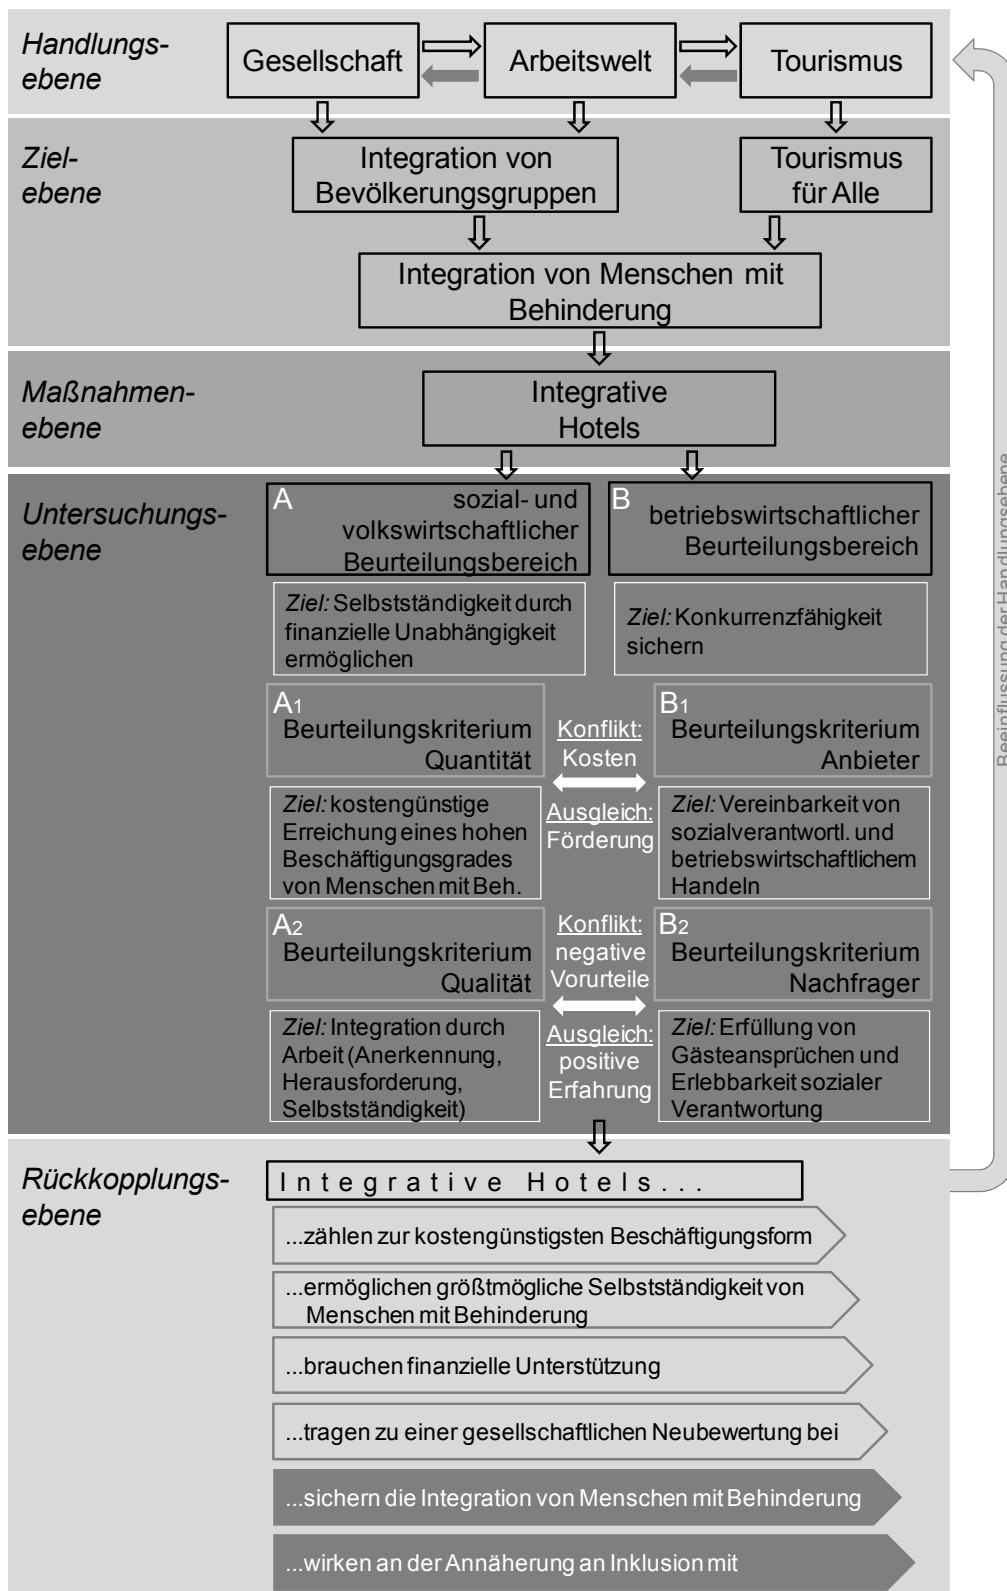 Handlungs-
ebene
Gesellschaft
Arbeitswelt
Tourismus
Ziel-
ebene
Integration von
Bevölkerungsgruppen
Tourismus
für Alle
Integration von Menschen mit
Behinderung
Maßnahmen-
ebene
Integrative
Hotels
Untersuchungs-
ebene
A
sozial- und
volkswirtschaftlicher
Beurteilungsbereich
B
betriebswirtschaftlicher
Beurteilungsbereich
Ziel: Selbstständigkeit durch
finanzielle Unabhängigkeit
ermöglichen
Ziel: Konkurrenzfähigkeit
sichern
A1
Beurteilungskriterium
Quantität
Konflikt:
Kosten
Ausgleich:
Förderung
B1
Beurteilungskriterium
Anbieter
Ziel: kostengünstige
Erreichung eines hohen
Beschäftigungsgrades
von Menschen mit Beh.
Ziel: Vereinbarkeit von
sozialverantwortl. und
betriebswirtschaftlichem
Handeln
A2
Beurteilungskriterium
Qualität
Konflikt:
negative
Vorurteile
Ausgleich:
positive
Erfahrung
B2
Beurteilungskriterium
Nachfrager
Ziel: Integration durch
Arbeit (Anerkennung,
Herausforderung,
Selbstständigkeit)
Ziel: Erfüllung von
Gästeansprüchen und
Erlebbarkeit sozialer
Verantwortung
Rückkopplungs-
ebene
Integrative Hotels...
...zählen zur kostengünstigsten Beschäftigungsform
...ermöglichen größtmögliche Selbstständigkeit von
Menschen mit Behinderung
...brauchen finanzielle Unterstützung
...tragen zu einer gesellschaftlichen Neubewertung bei
...sichern die Integration von Menschen mit Behinderung
...wirken an der Annäherung an Inklusion mit
Beeinflussung der Handlungsebene